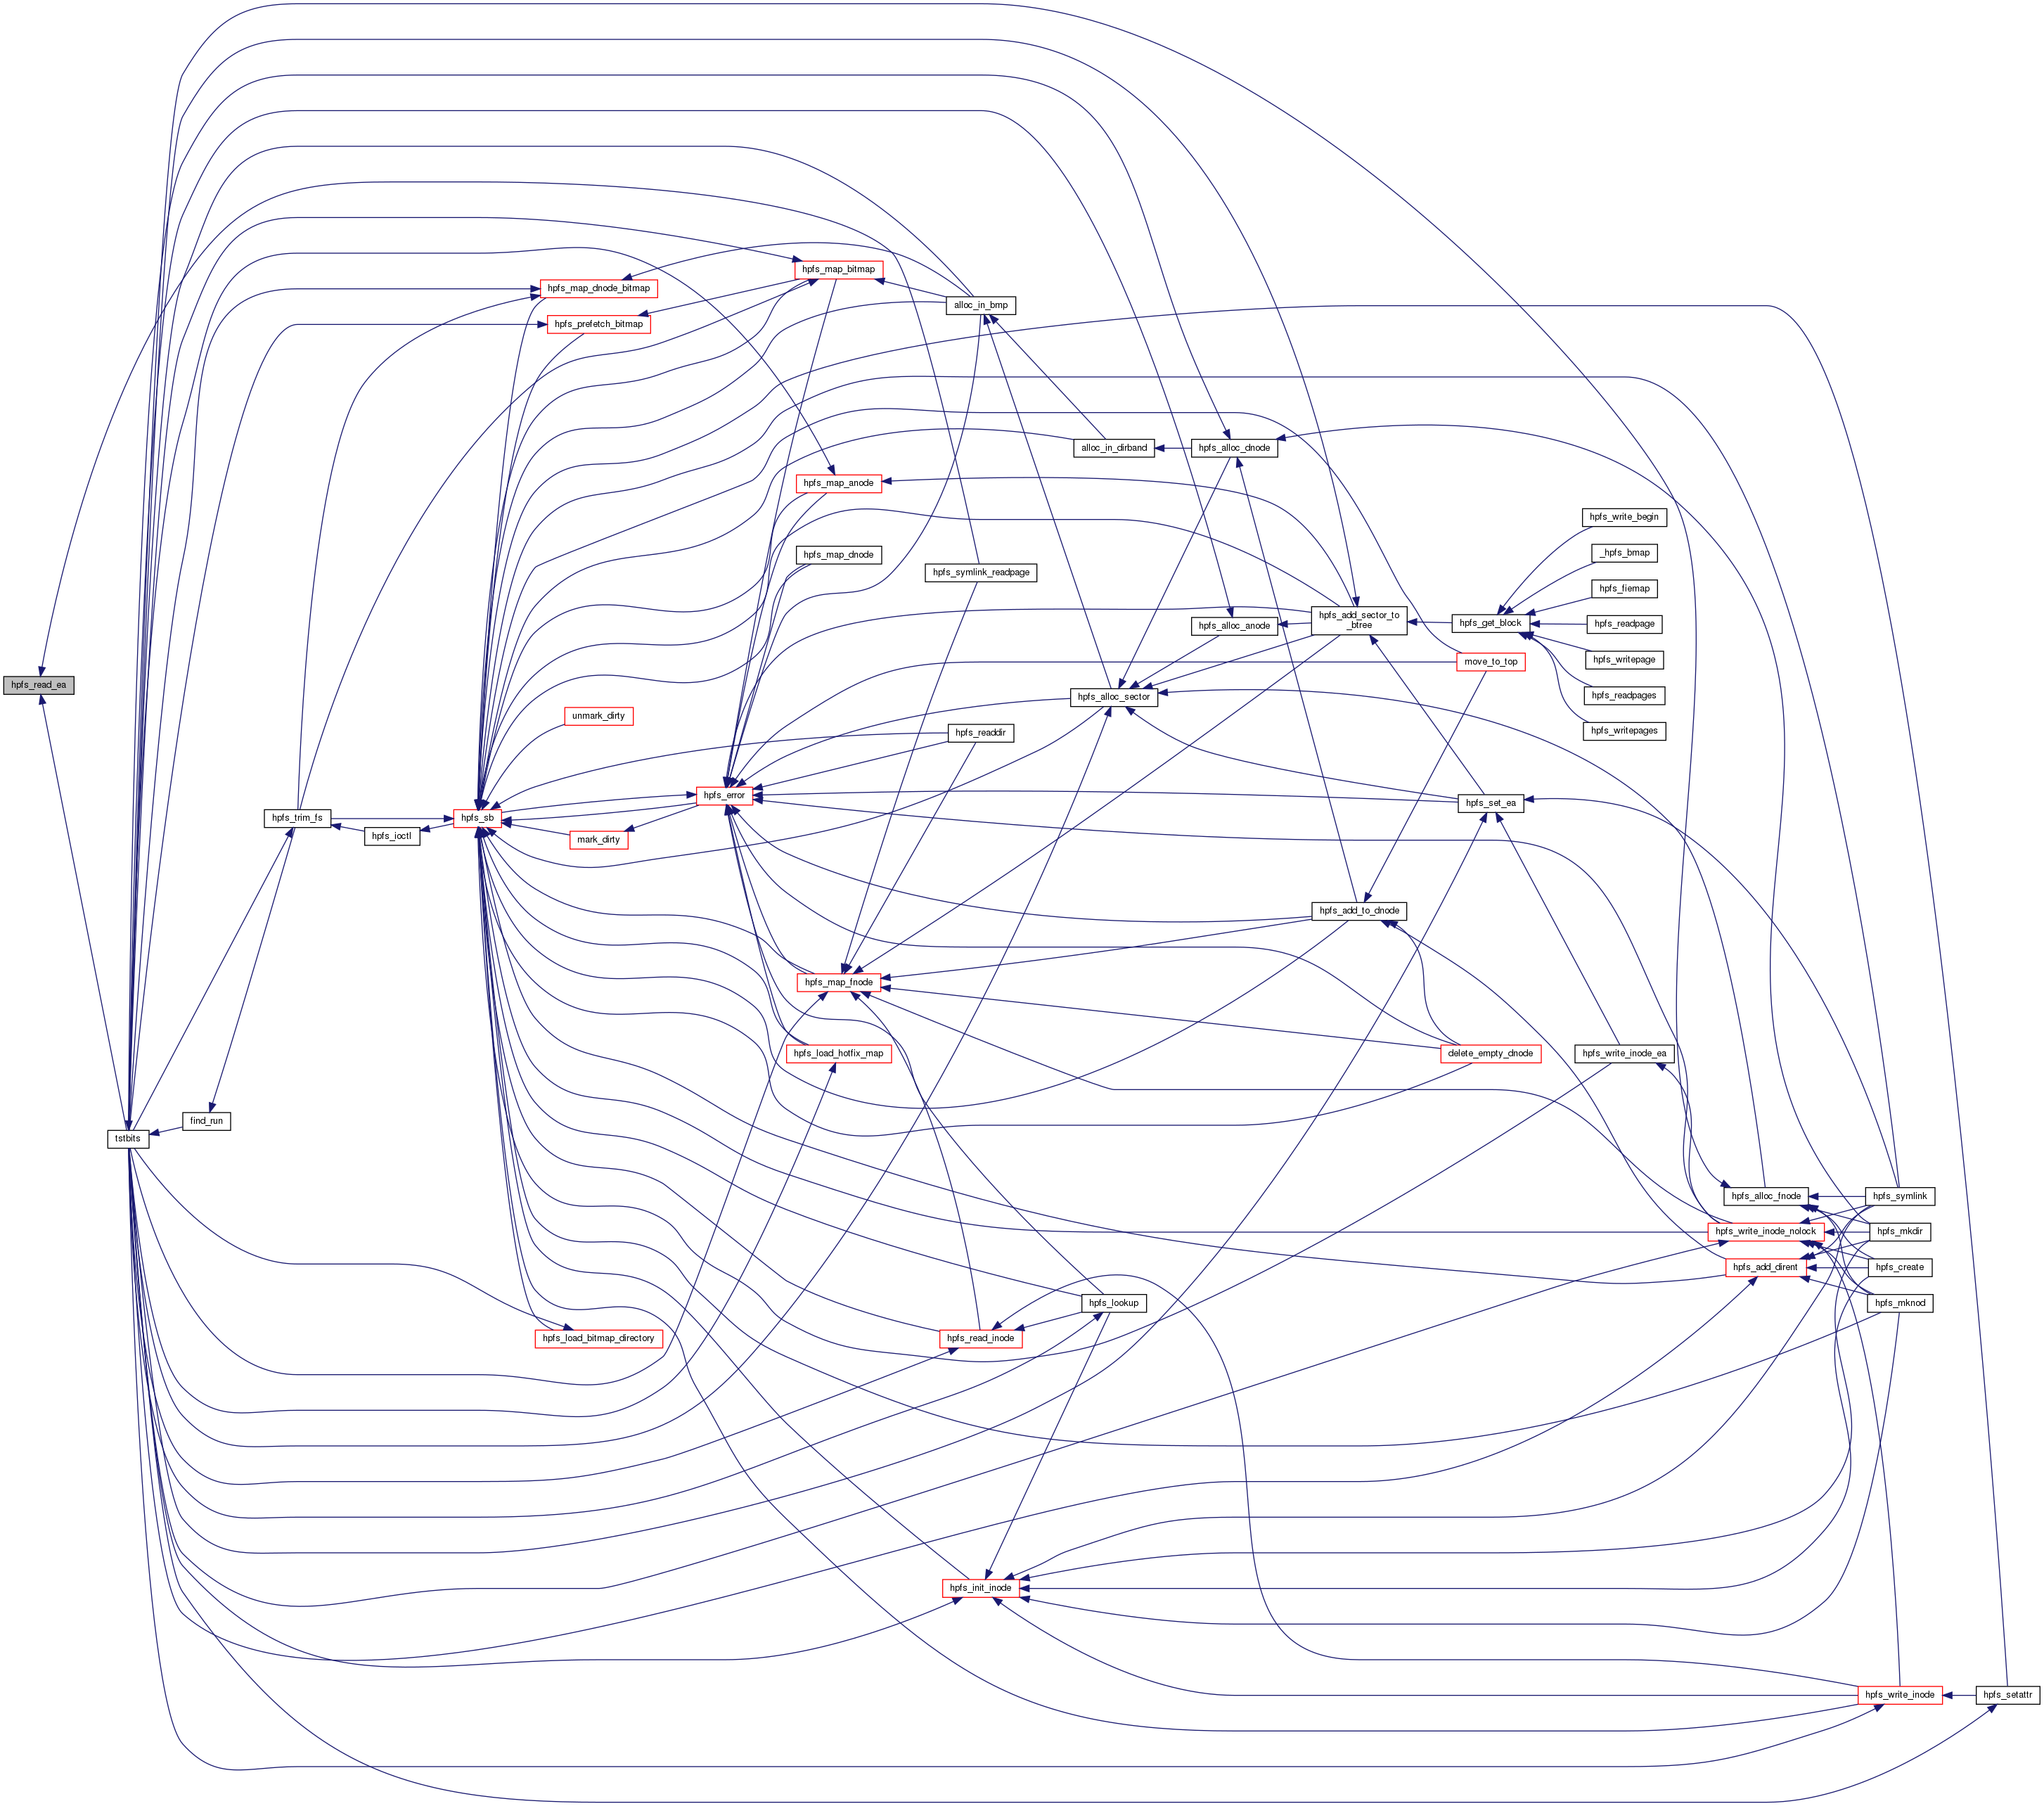 hpfs_map_bitmap
hpfs_map_dnode_bitmap
alloc_in_bmp
hpfs_prefetch_bitmap
alloc_in_dirband
hpfs_alloc_dnode
hpfs_map_anode
hpfs_write_begin
hpfs_map_dnode
_hpfs_bmap
hpfs_symlink_readpage
hpfs_fiemap
hpfs_add_sector_to
_btree
hpfs_get_block
hpfs_alloc_anode
hpfs_readpage
hpfs_writepage
move_to_top
hpfs_read_ea
hpfs_alloc_sector
hpfs_readpages
unmark_dirty
hpfs_writepages
hpfs_readdir
hpfs_error
hpfs_set_ea
hpfs_trim_fs
hpfs_sb
hpfs_ioctl
mark_dirty
hpfs_add_to_dnode
hpfs_map_fnode
hpfs_load_hotfix_map
delete_empty_dnode
hpfs_write_inode_ea
find_run
tstbits
hpfs_alloc_fnode
hpfs_symlink
hpfs_write_inode_nolock
hpfs_mkdir
hpfs_add_dirent
hpfs_create
hpfs_lookup
hpfs_mknod
hpfs_load_bitmap_directory
hpfs_read_inode
hpfs_init_inode
hpfs_write_inode
hpfs_setattr